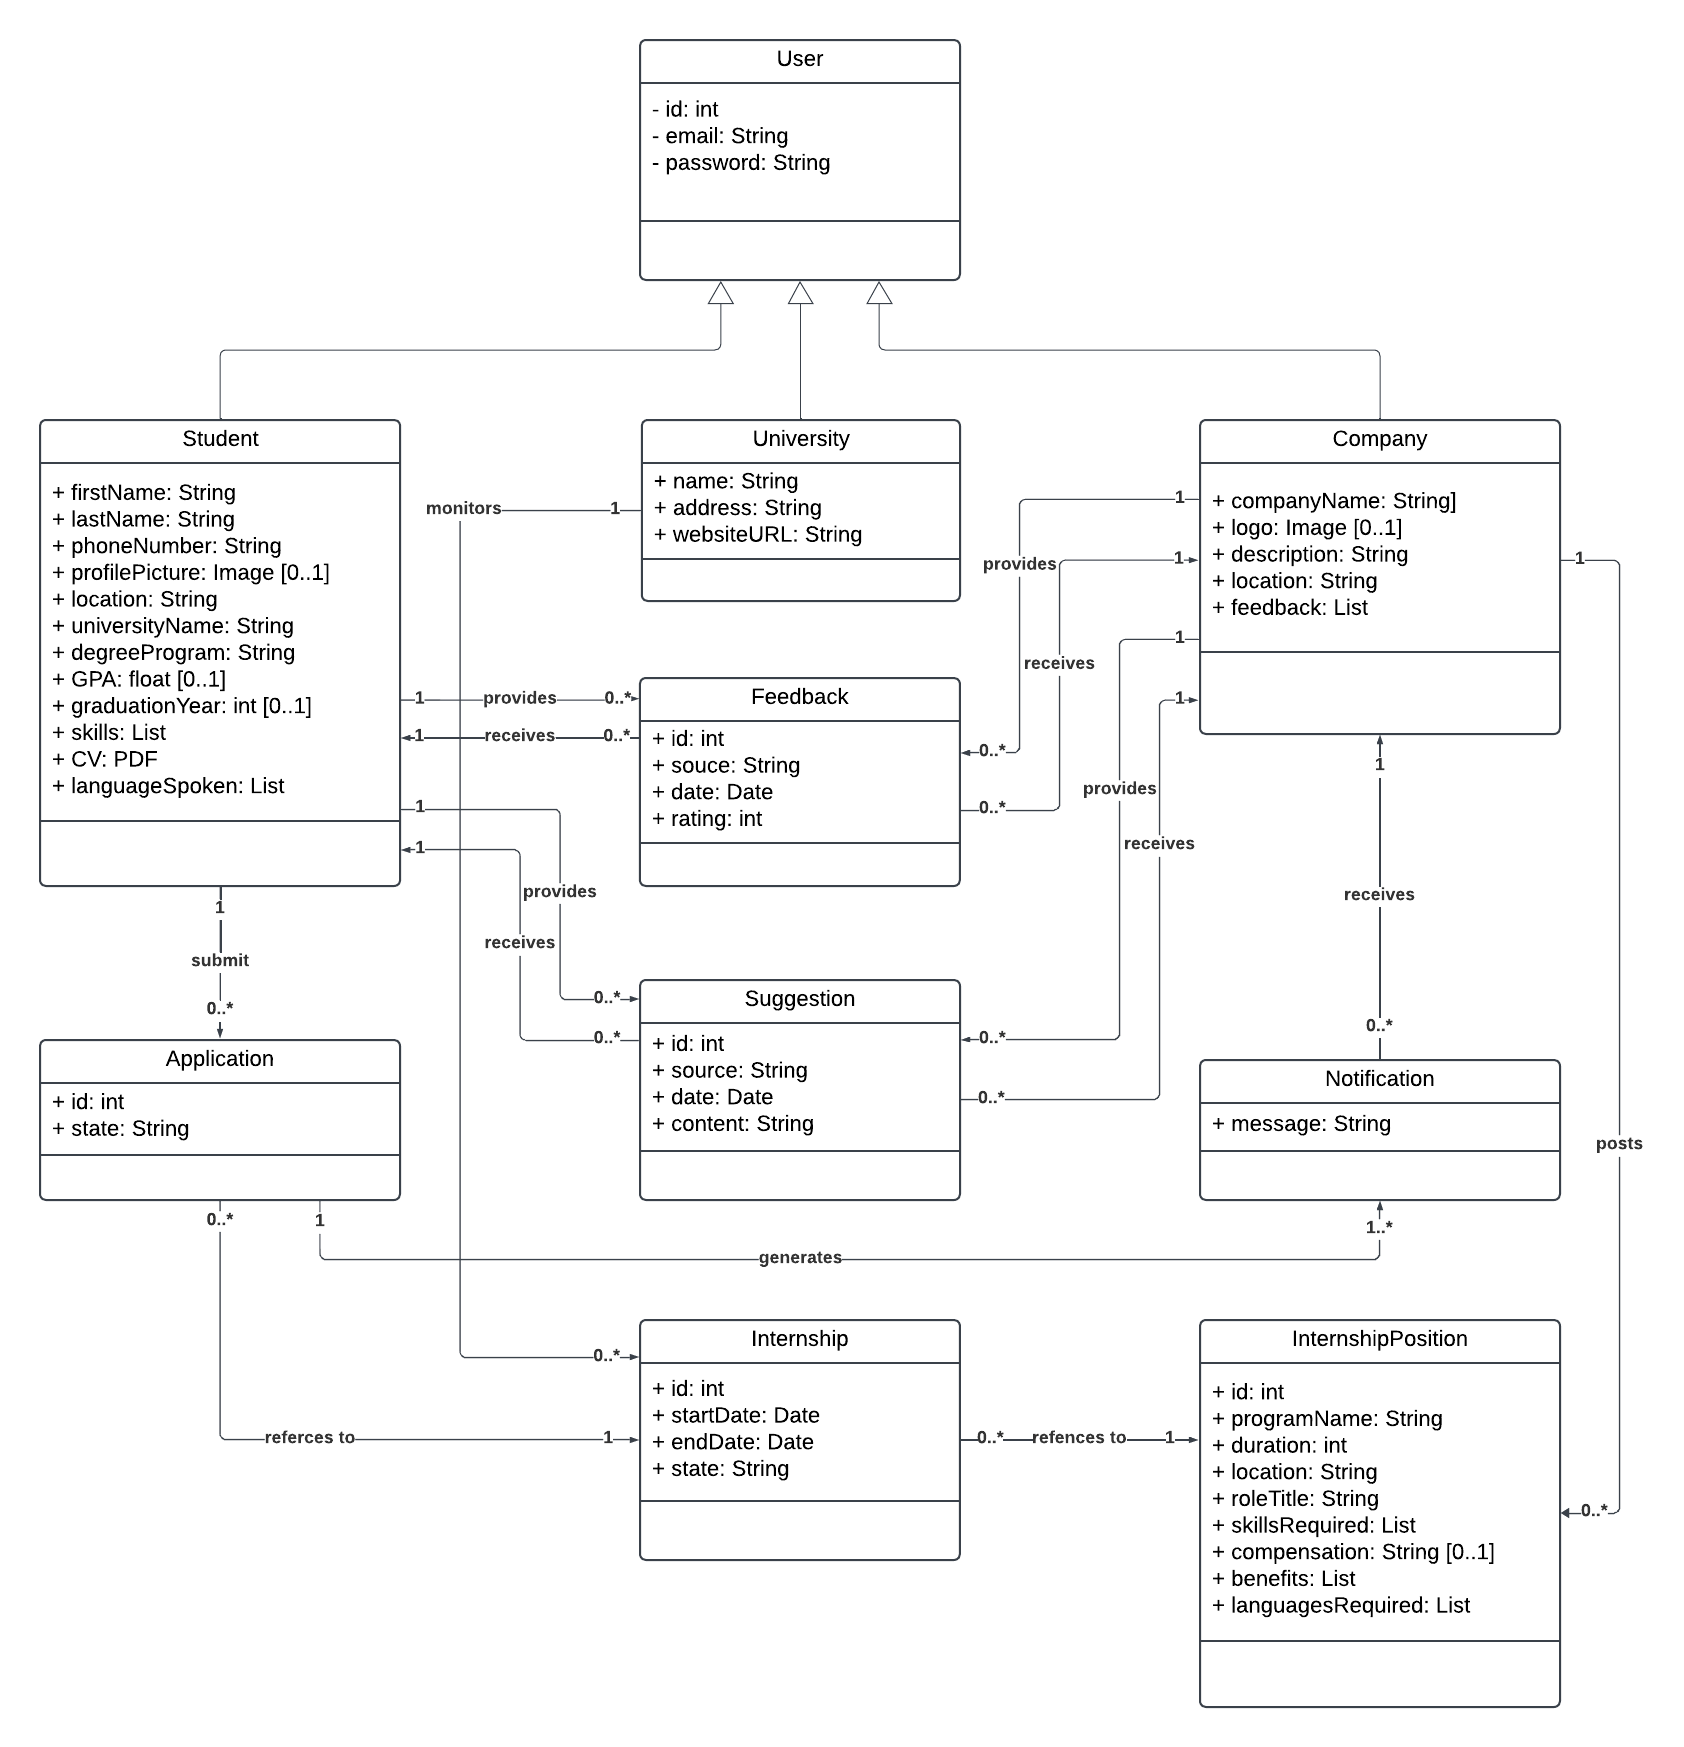 User
- id: int
- email: String
- password: String
Student
+ firstName: String
+ lastName: String
+ phoneNumber: String
+ profilePicture: Image [0..1]
+ location: String
+ universityName: String
+ degreeProgram: String
+ GPA: float [0..1]
+ graduationYear: int [0..1]
+ skills: List
+ CV: PDF
+ languageSpoken: List
University
+ name: String
+ address: String
+ websiteURL: String
Company
+ companyName: String]
+ logo: Image [0..1]
+ description: String
+ location: String
+ feedback: List
monitors
1
1
provides
1
receives
1
1
1
provides
0..*
1
receives
0..*
Feedback
+ id: int
+ souce: String
+ date: Date
+ rating: int
0..*
0..*
provides
receives
1
1
1
provides
receives
1
receives
0..*
1
submit
0..*
0..*
0..*
Suggestion
+ id: int
+ source: String
+ date: Date
+ content: String
0..*
0..*
Application
+ id: int
+ state: String
Notification
+ message: String
posts
0..*
1
generates
1..*
0..*
Internship
+ id: int
+ startDate: Date
+ endDate: Date
+ state: String
referces to
1
0..*
refences to
1
InternshipPosition
+ id: int
+ programName: String
+ duration: int
+ location: String
+ roleTitle: String
+ skillsRequired: List
+ compensation: String [0..1]
+ benefits: List
+ languagesRequired: List
0..*